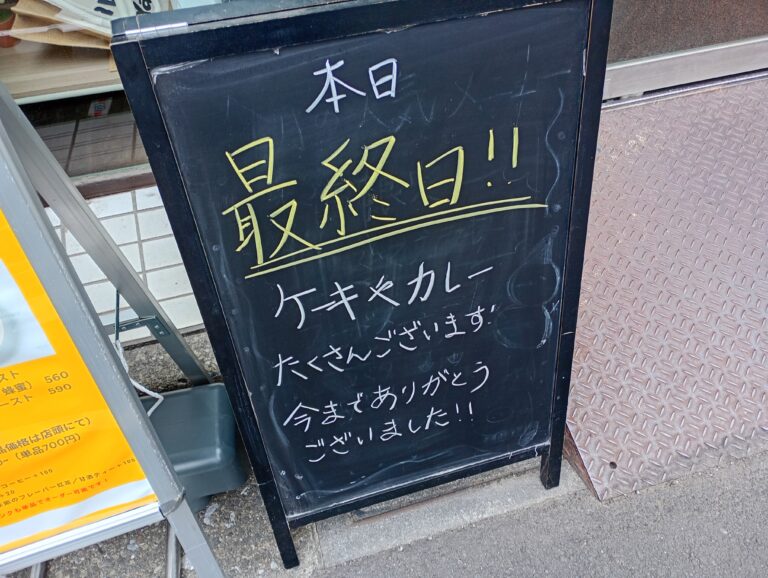 本日
最終日!!
ケーキやカレー
たくさんございます!
今までありがとう
ございました!!
スト
蜂蜜) 560
ースト 590
品価格は店頭にて)
(単品700円)